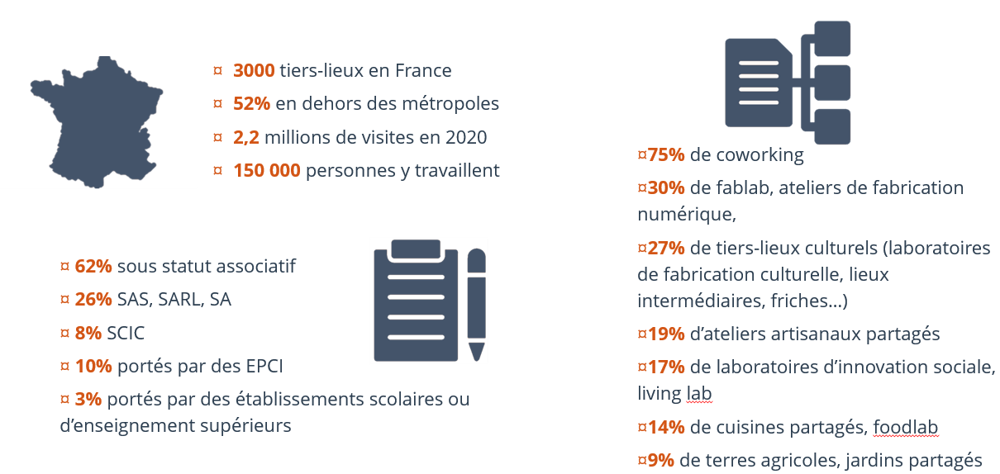 ¤ 3000 tiers-lieux en France
¤ 52% en dehors des métropoles
¤ 2,2 millions de visites en 2020
¤ 150 000 personnes y travaillent
¤ 62% sous statut associatif
¤ 26% SAS, SARL, SA
¤ 8% SCIC
¤ 10% portés par des EPCI
¤ 3% portés par des établissements scolaires ou
d’enseignement supérieurs
¤75% de coworking
¤30% de fablab, ateliers de fabrication
numérique,
¤27% de tiers-lieux culturels (laboratoires
de fabrication culturelle, lieux
intermédiaires, friches…)
¤19% d’ateliers artisanaux partagés
¤17% de laboratoires d’innovation sociale,
living lab
¤14% de cuisines partagés, foodlab
¤9% de terres agricoles, jardins partagés